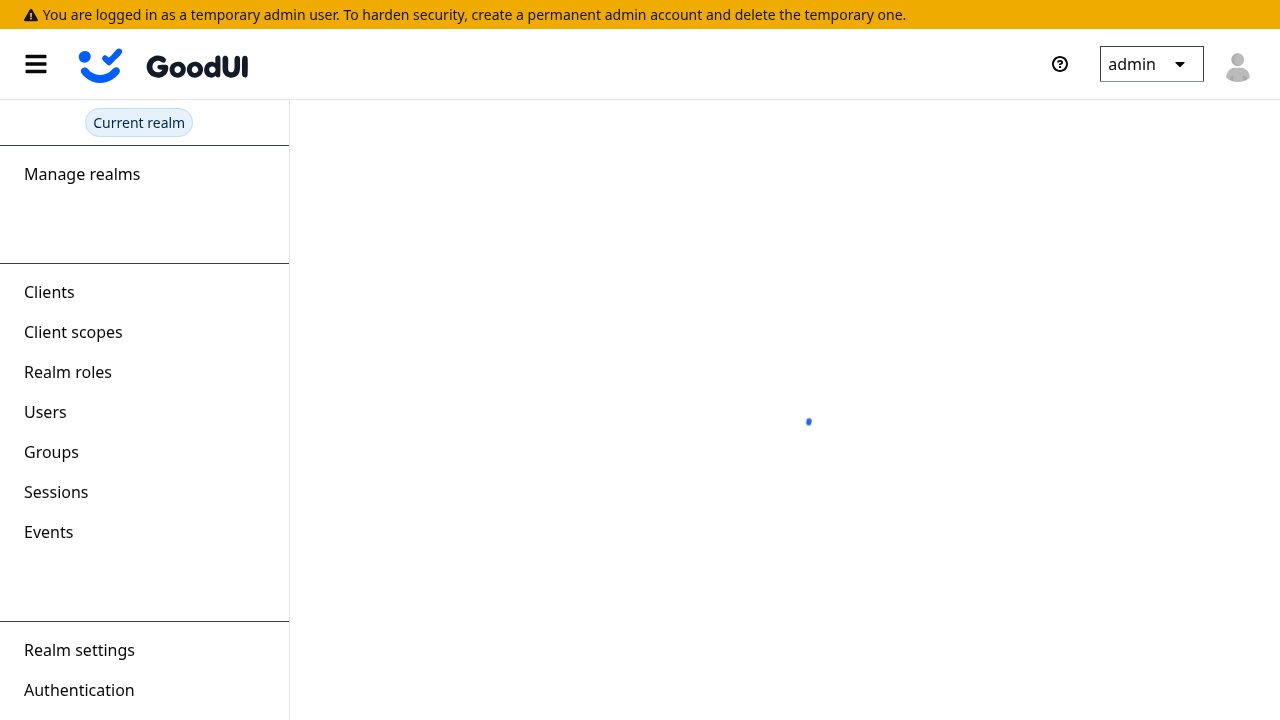 You are logged in as a temporary admin user. To harden security, create a permanent admin account and delete the temporary one.
GoodUI
admin
Current realm
Manage realms
Clients
Client scopes
Realm roles
Users
Groups
Sessions
Events
Realm settings
Authentication